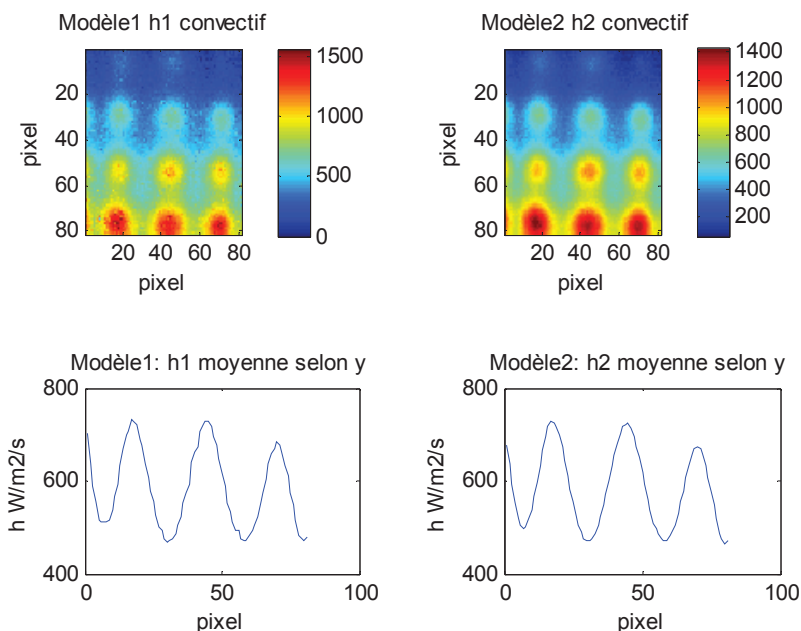 Modèle1 h1 convectif
pixel
20
40
60
80
20 40 60 80
pixel
1500
1000
500
0
Modèle2 h2 convectif
pixel
20
40
60
80
20 40 60 80
pixel
1400
1200
1000
800
600
400
200
Modèle1: h1 moyenne selon y
h W/m2/s
800
600
400
0 50 100
pixel
Modèle2: h2 moyenne selon y
h W/m2/s
800
600
400
0 50 100
pixel